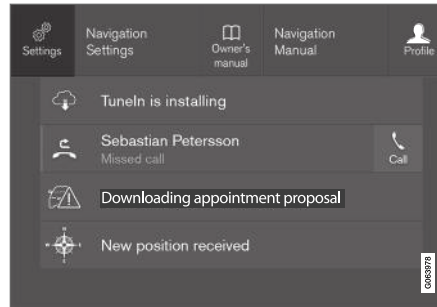 Settings
Navigation
Settings
Owner's
manual
Navigation
Manual
Profile
TuneIn is installing
Sebastian Petersson
Missed call
Call
Downloading appointment proposal
New position received
G063978